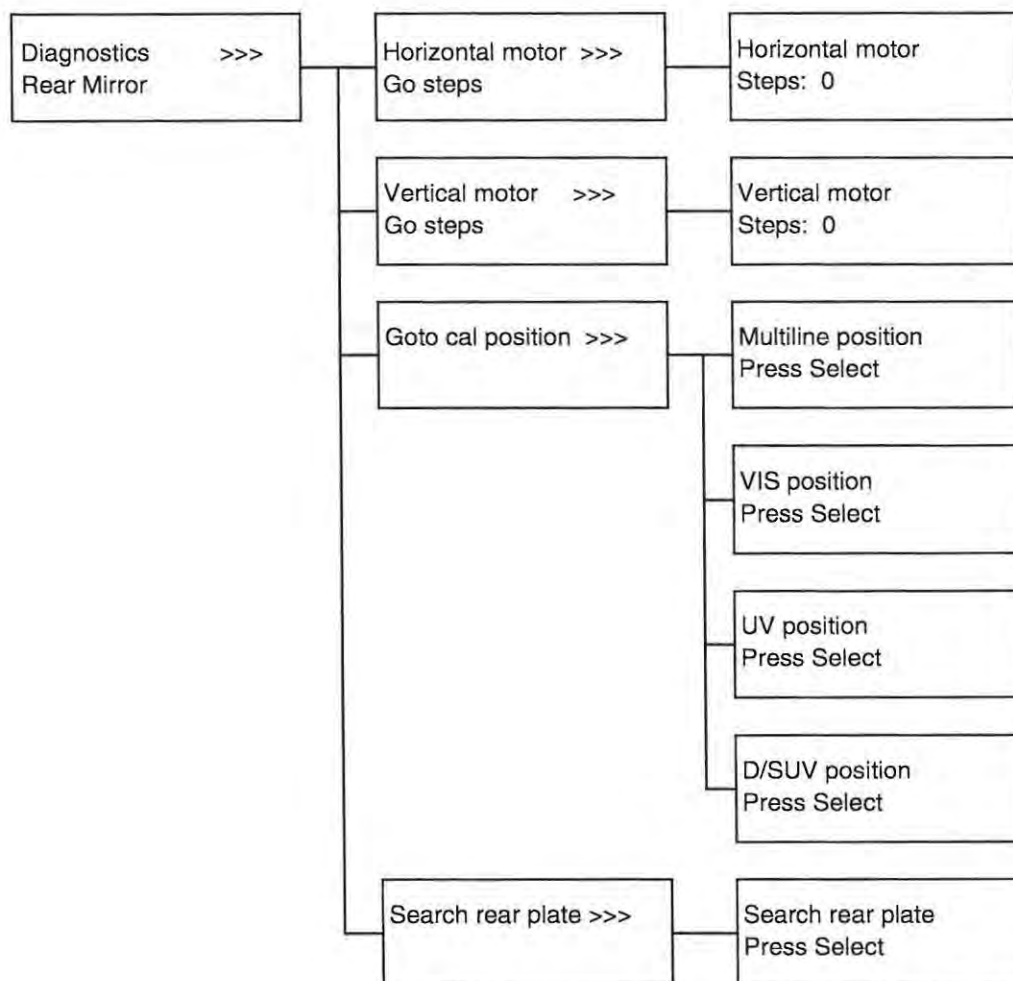 Diagnostics >>>
Rear Mirror
Horizontal motor >>>
Go steps
Horizontal motor
Steps: 0
Vertical motor >>>
Go steps
Vertical motor
Steps: 0
Goto cal position >>>
Multiline position
Press Select
VIS position
Press Select
UV position
Press Select
D/SUV position
Press Select
Search rear plate >>>
Search rear plate
Press Select